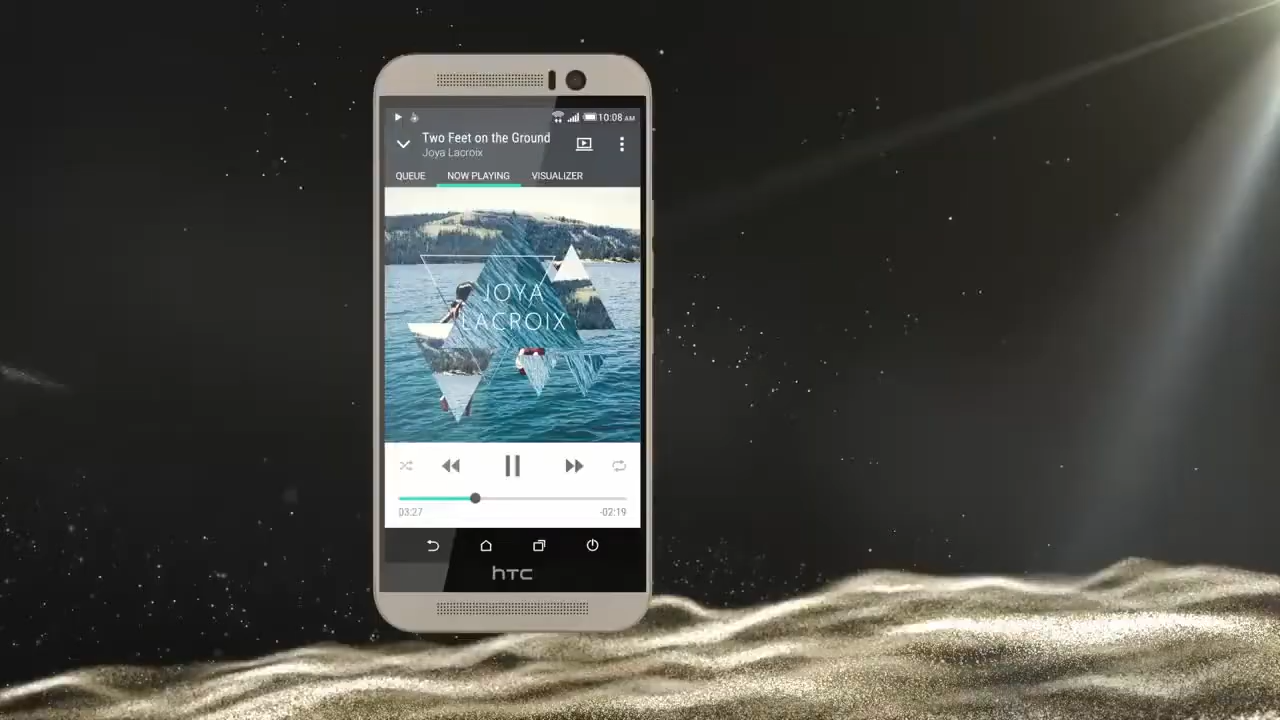 10:08 AM
Two Feet on the Ground
Joya Lacroix
QUEUE NOW PLAYING VISUALIZER
JOYA
LACROIX
03:27 -02:19
hTC